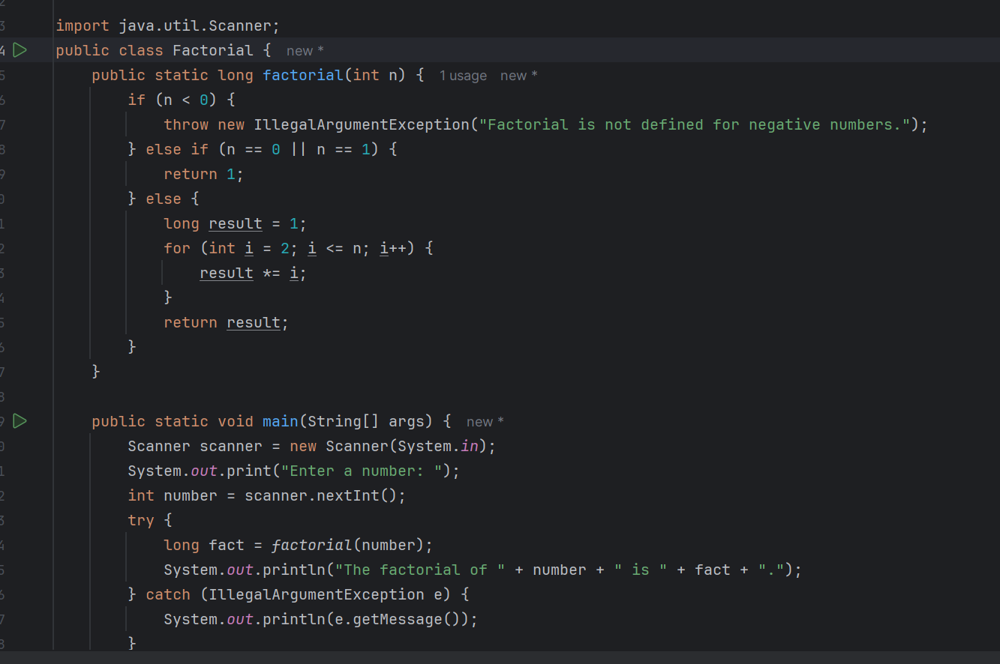 import java.util.Scanner;
4 public class Factorial { new *
public static long factorial(int n) { 1 usage new *
if (n < 0) {
throw new IllegalArgumentException("Factorial is not defined for negative numbers.");
} else if (n == 0 || n == 1) {
return 1;
} else {
long result = 1;
for (int i = 2; i <= n; i++) {
result *= i;
}
return result;
}
}
public static void main(String[] args) { new *
Scanner scanner = new Scanner(System.in);
System.out.print("Enter a number: ");
int number = scanner.nextInt();
try {
long fact = factorial(number);
System.out.println("The factorial of " + number + " is " + fact + ".");
} catch (IllegalArgumentException e) {
System.out.println(e.getMessage());
}